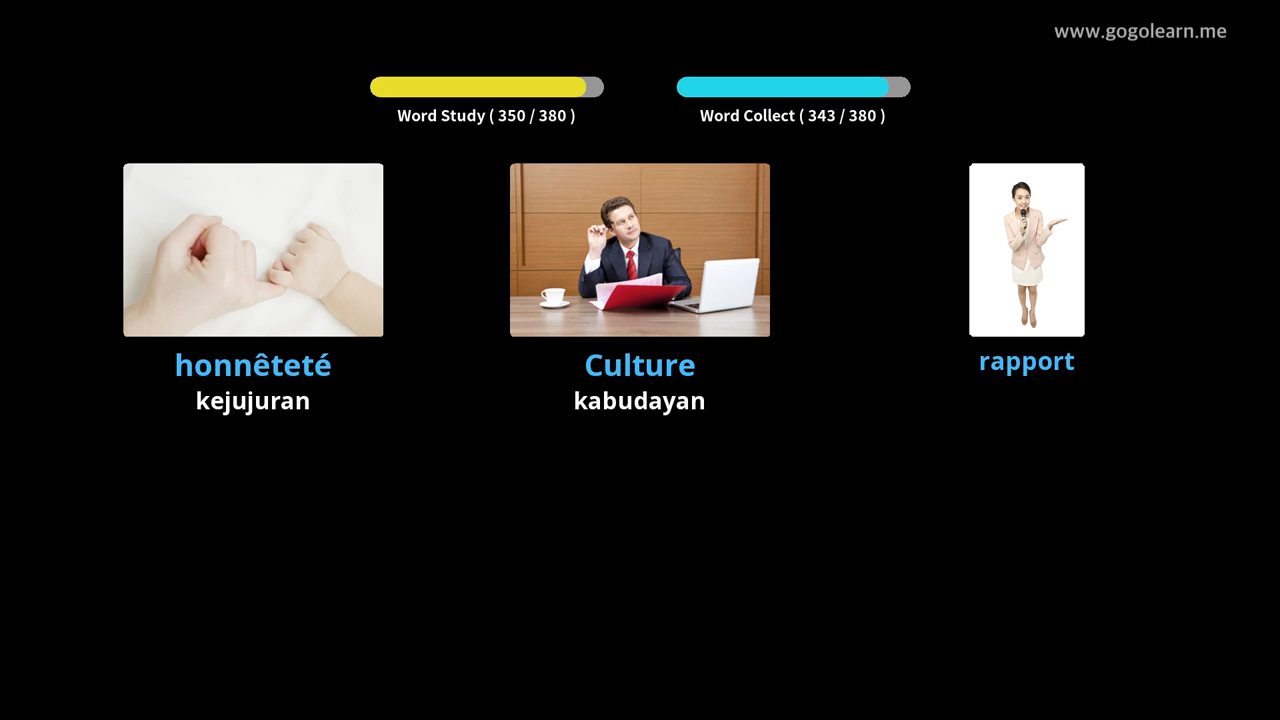 www.gogolearn.me
Word Study ( 350 / 380 )
Word Collect ( 343 / 380 )
honnêteté
kejujuran
Culture
kabudayan
rapport